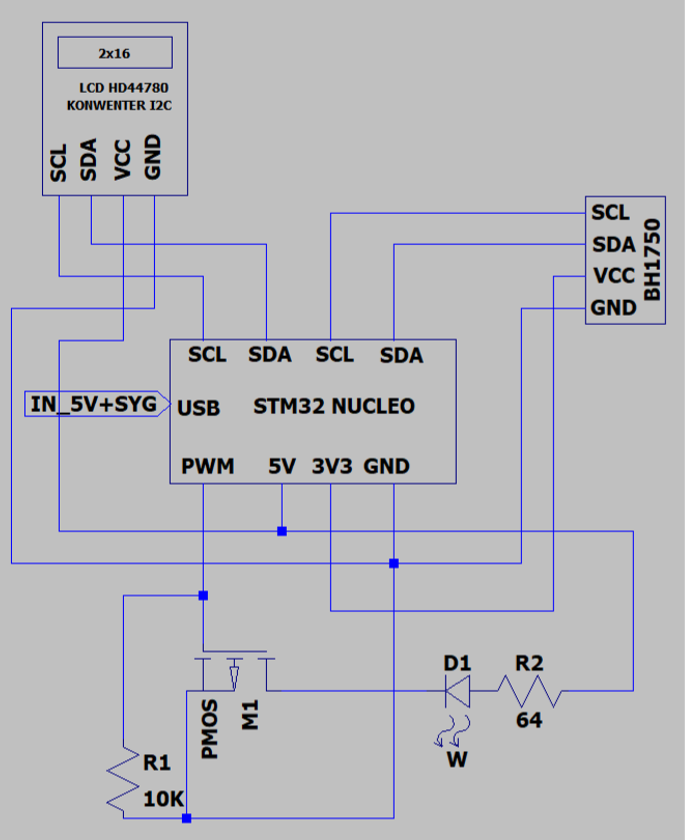 2x16
LCD HD44780
KONWENTER I2C
SCL
SDA
VCC
GND
SCL
SDA
VCC
GND
BH1750
SCL SDA SCL SDA
IN_5V+SYG
USB
STM32 NUCLEO
PWM 5V 3V3 GND
D1
R2
64
W
PMOS
M1
R1
10K